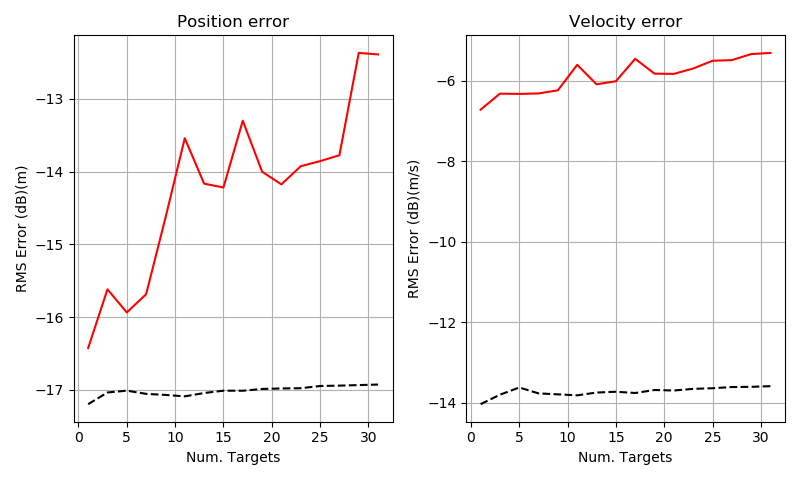 Position error
RMS Error (dB)(m)
−13
−14
−15
−16
−17
0 5 10 15 20 25 30
Num. Targets
Velocity error
RMS Error (dB)(m/s)
−6
−8
−10
−12
−14
0 5 10 15 20 25 30
Num. Targets